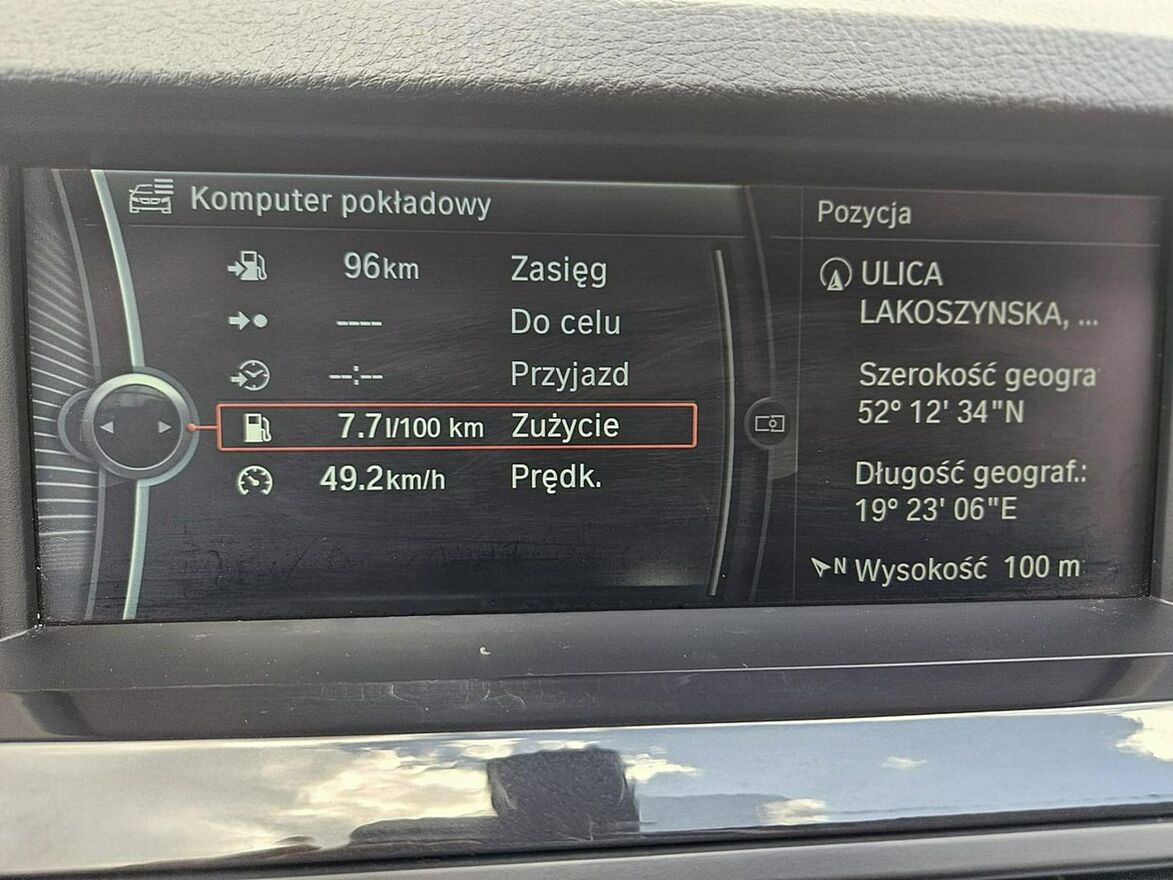 Komputer pokładowy
96km Zasięg
---- Do celu
--:-- Przyjazd
7.7l/100 km Zużycie
49.2km/h Prędk.
Pozycja
ULICA
LAKOSZYNSKA, ...
Szerokość geogra
52° 12' 34"N
Długość geograf.:
19° 23' 06"E
N Wysokość 100 m